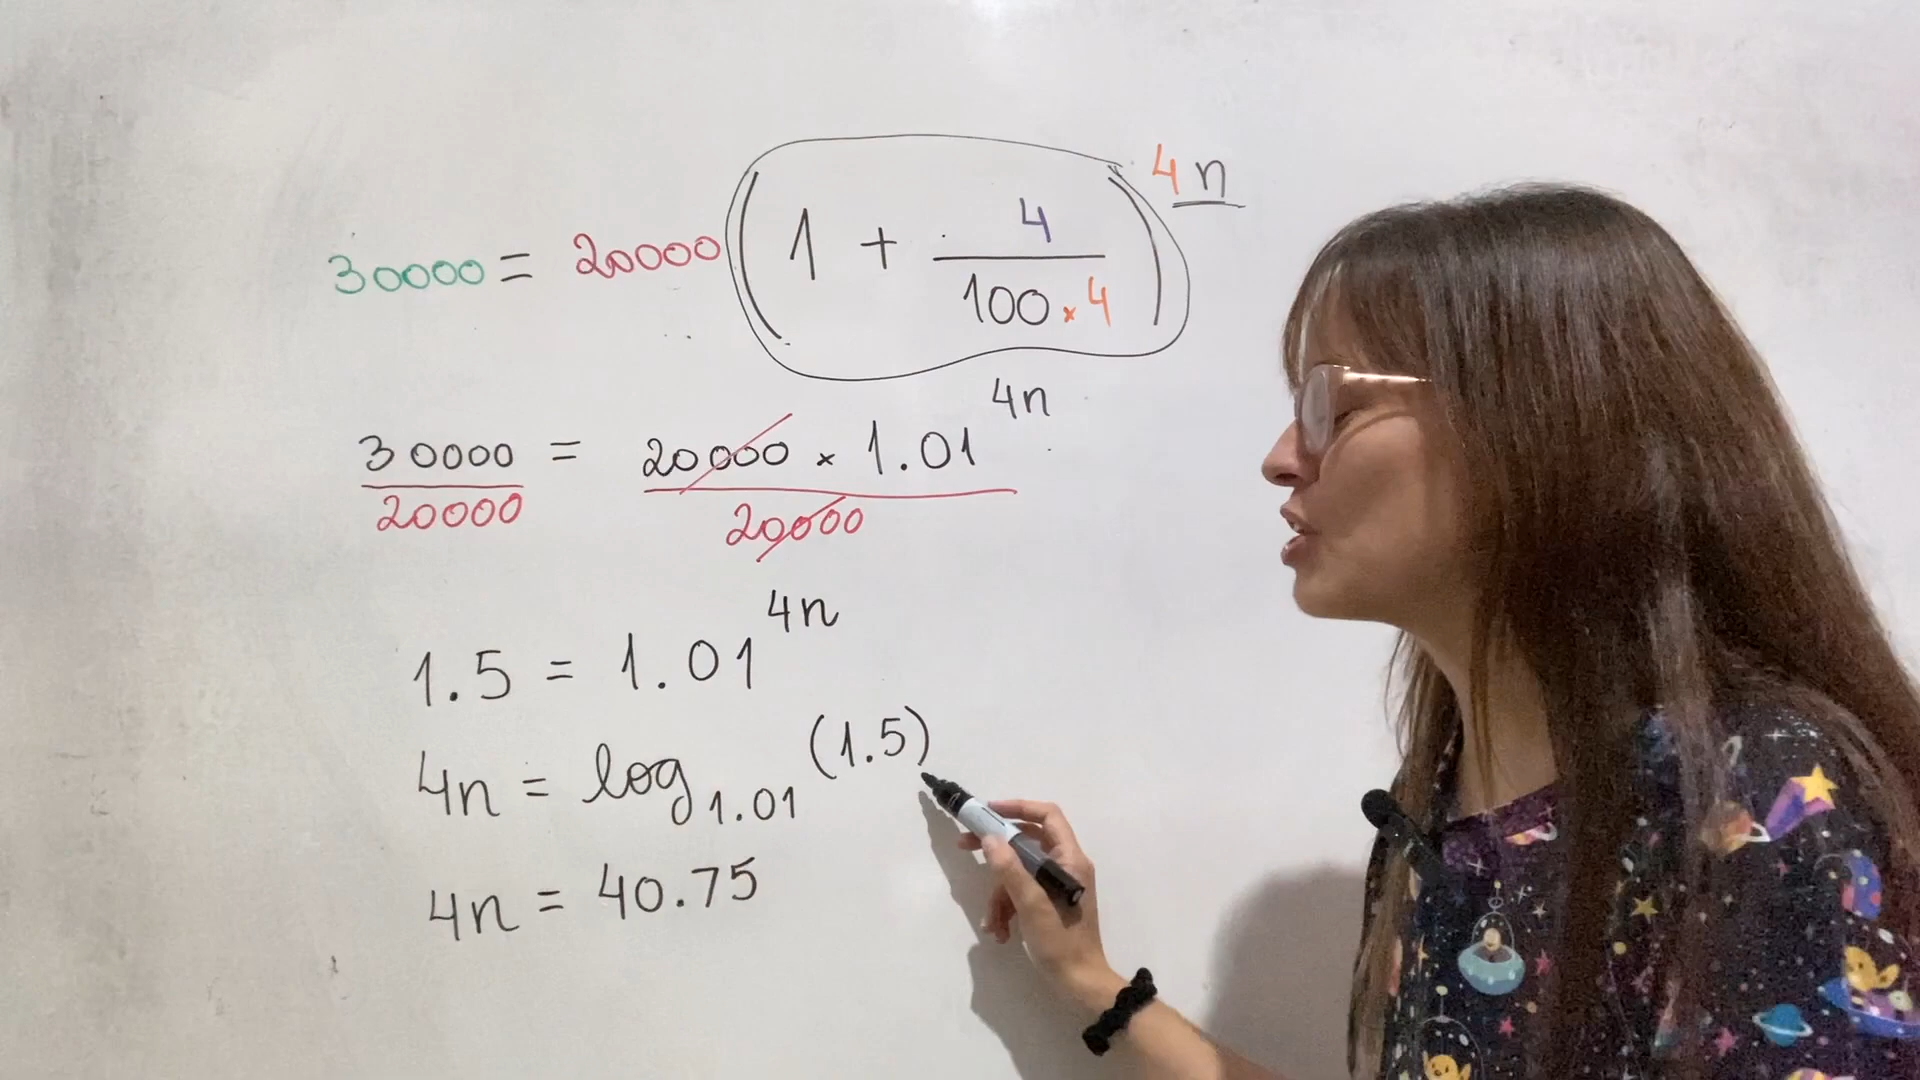 30000 = 20000 (1 + 4/(100 × 4))^4n
30000/20000 = (20000 × 1.01^4n)/20000
1.5 = 1.01^4n
4n = log_1.01 (1.5)
4n = 40.75